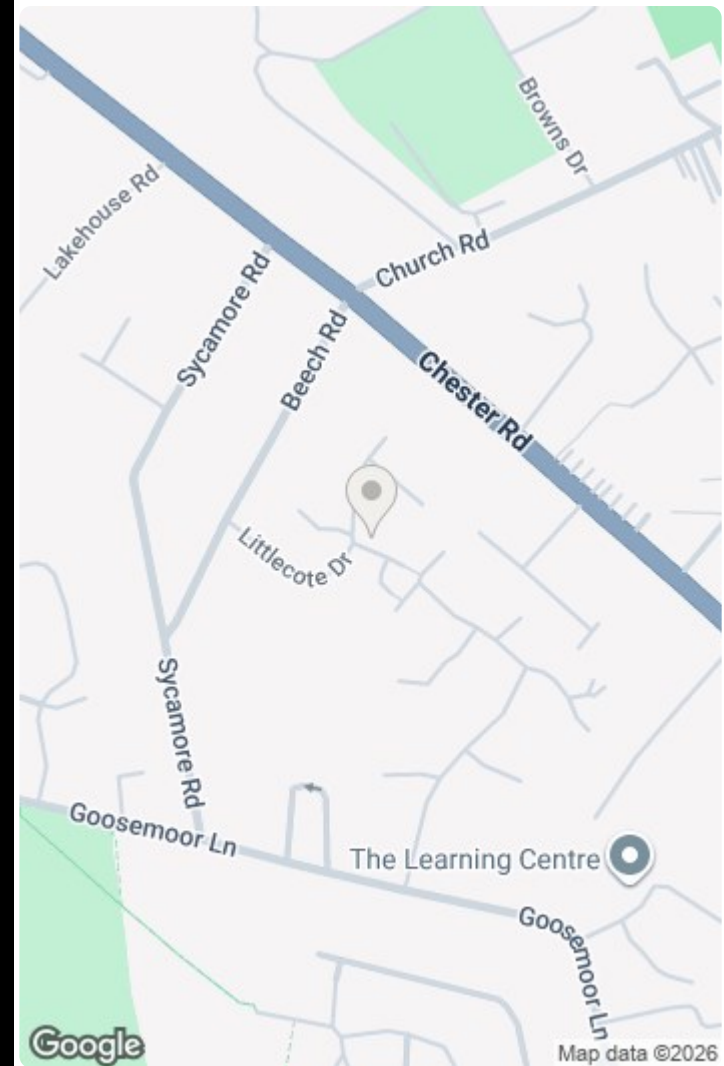 Browns Dr
Lakehouse Rd
Church Rd
Sycamore Rd
Beech Rd
Chester Rd
Littlecote Dr
Sycamore Rd
Goosemoor Ln
The Learning Centre
Goosemoor Ln
Google
Map data ©2026